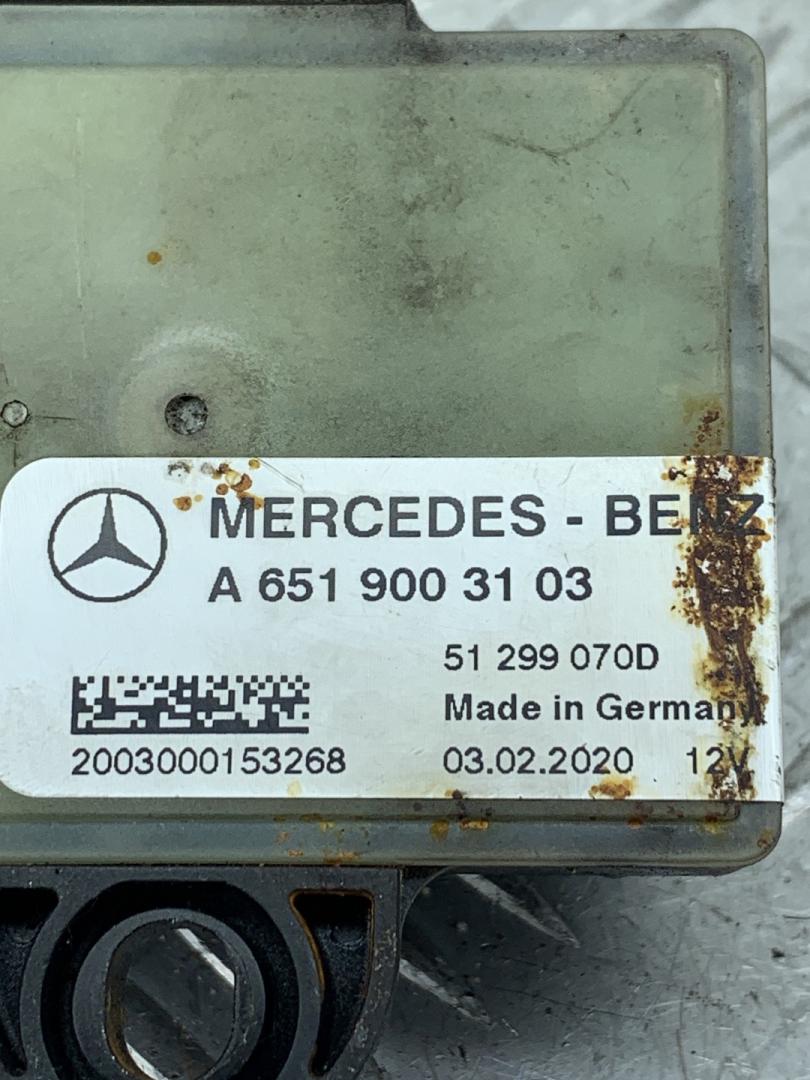 MERCEDES - BENZ
A 651 900 31 03
51 299 070D
Made in Germany
2003000153268
03.02.2020 12V